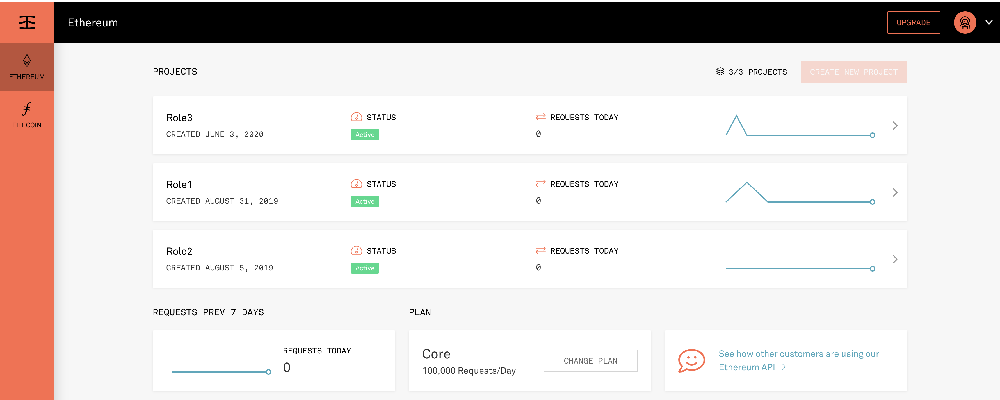 Ethereum
UPGRADE
ETHEREUM
FILECOIN
PROJECTS
3/3 PROJECTS
CREATE NEW PROJECT
Role3
CREATED JUNE 3, 2020
STATUS
Active
REQUESTS TODAY
0
Role1
CREATED AUGUST 31, 2019
STATUS
Active
REQUESTS TODAY
0
Role2
CREATED AUGUST 5, 2019
STATUS
Active
REQUESTS TODAY
0
REQUESTS PREV 7 DAYS
REQUESTS TODAY
0
PLAN
Core
100,000 Requests/Day
CHANGE PLAN
See how other customers are using our
Ethereum API →